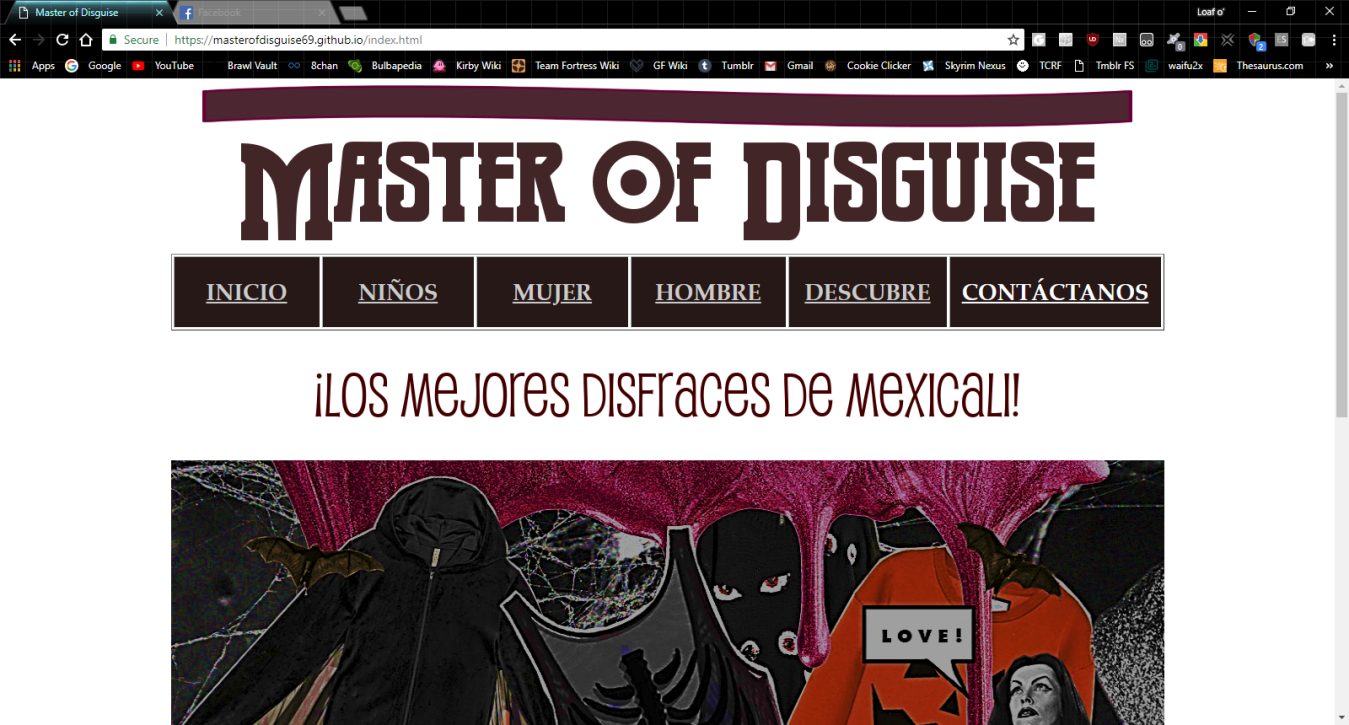 Master of Disguise
Facebook
Loaf o'
Secure
https://masterofdisguise69.github.io/index.html
Apps Google YouTube Brawl Vault 8chan Bulbapedia Kirby Wiki Team Fortress Wiki GF Wiki Tumblr Gmail Cookie Clicker Skyrim Nexus TCRF Tmblr FS waifu2x Thesaurus.com »
Master Of Disguise
INICIO NIÑOS MUJER HOMBRE DESCUBRE CONTÁCTANOS
¡Los Mejores Disfraces de Mexicali!
LOVE!